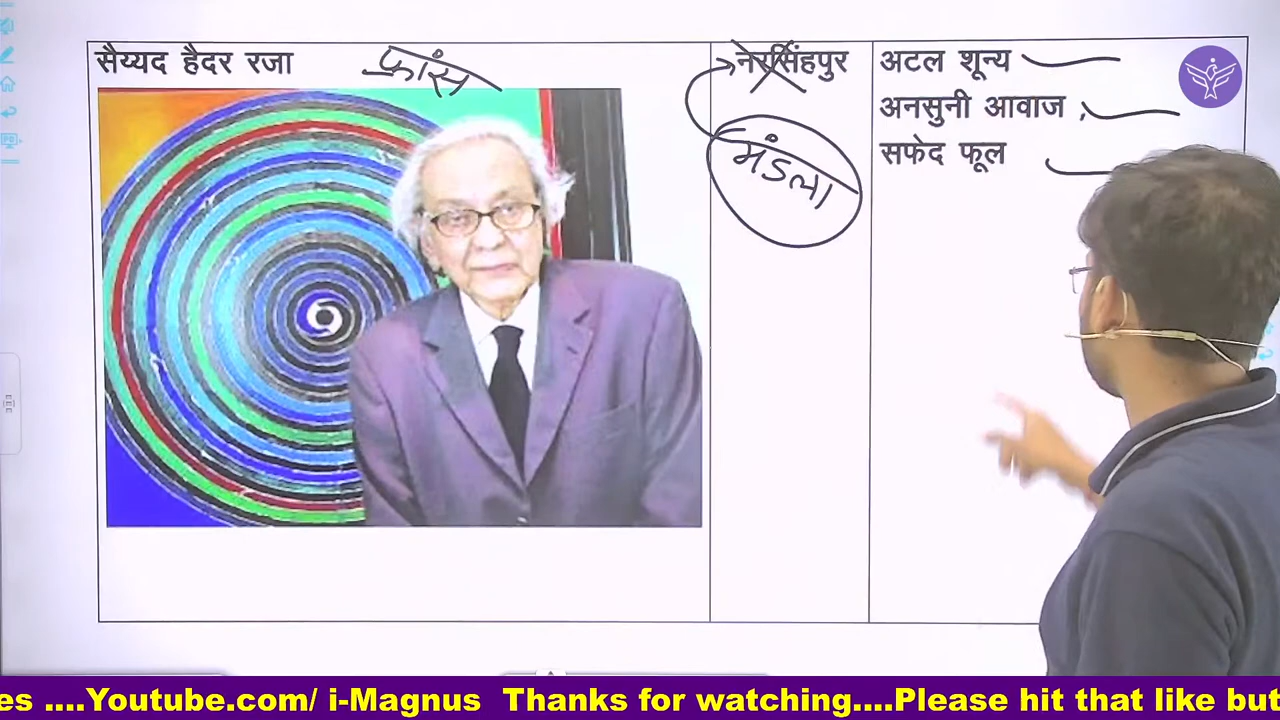 सैय्यद हैदर रजा
फ्रांस
नरसिंहपुर
मंडला
अटल शून्य
अनसुनी आवाज
सफेद फूल
es ....Youtube.com/ i-Magnus Thanks for watching....Please hit that like but